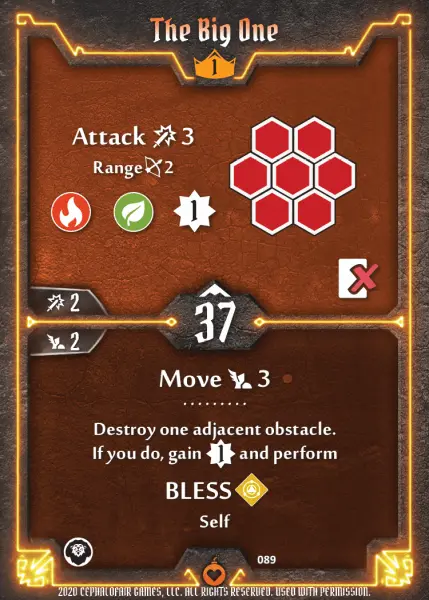 The Big One
1
Attack 3
Range 2
1
2
37
2
Move 3
Destroy one adjacent obstacle.
If you do, gain 1 and perform
BLESS
Self
089
2020 CEPHALOFAIR GAMES, LLC. ALL RIGHTS RESERVED. USED WITH PERMISSION.